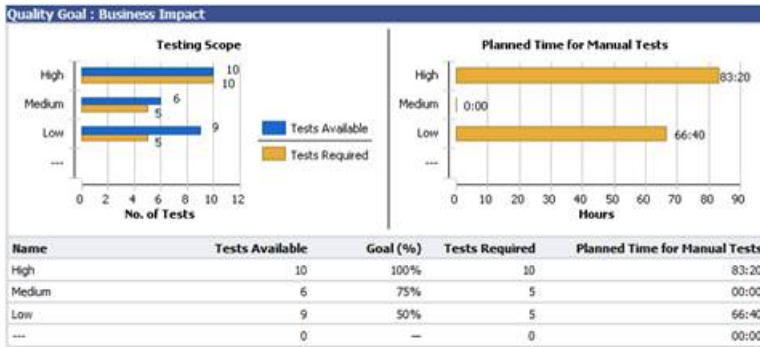 Quality Goal : Business Impact
Testing Scope
High
10
10
Medium
6
5
Low
9
5
---
0 2 4 6 8 10 12
No. of Tests
Tests Available
Tests Required
Planned Time for Manual Tests
High
83:20
Medium
0:00
Low
66:40
---
0 10 20 30 40 50 60 70 80 90
Hours
Name Tests Available Goal (%) Tests Required Planned Time for Manual Tests
High 10 100% 10 83:20
Medium 6 75% 5 00:00
Low 9 50% 5 66:40
--- 0 -- 0 00:00